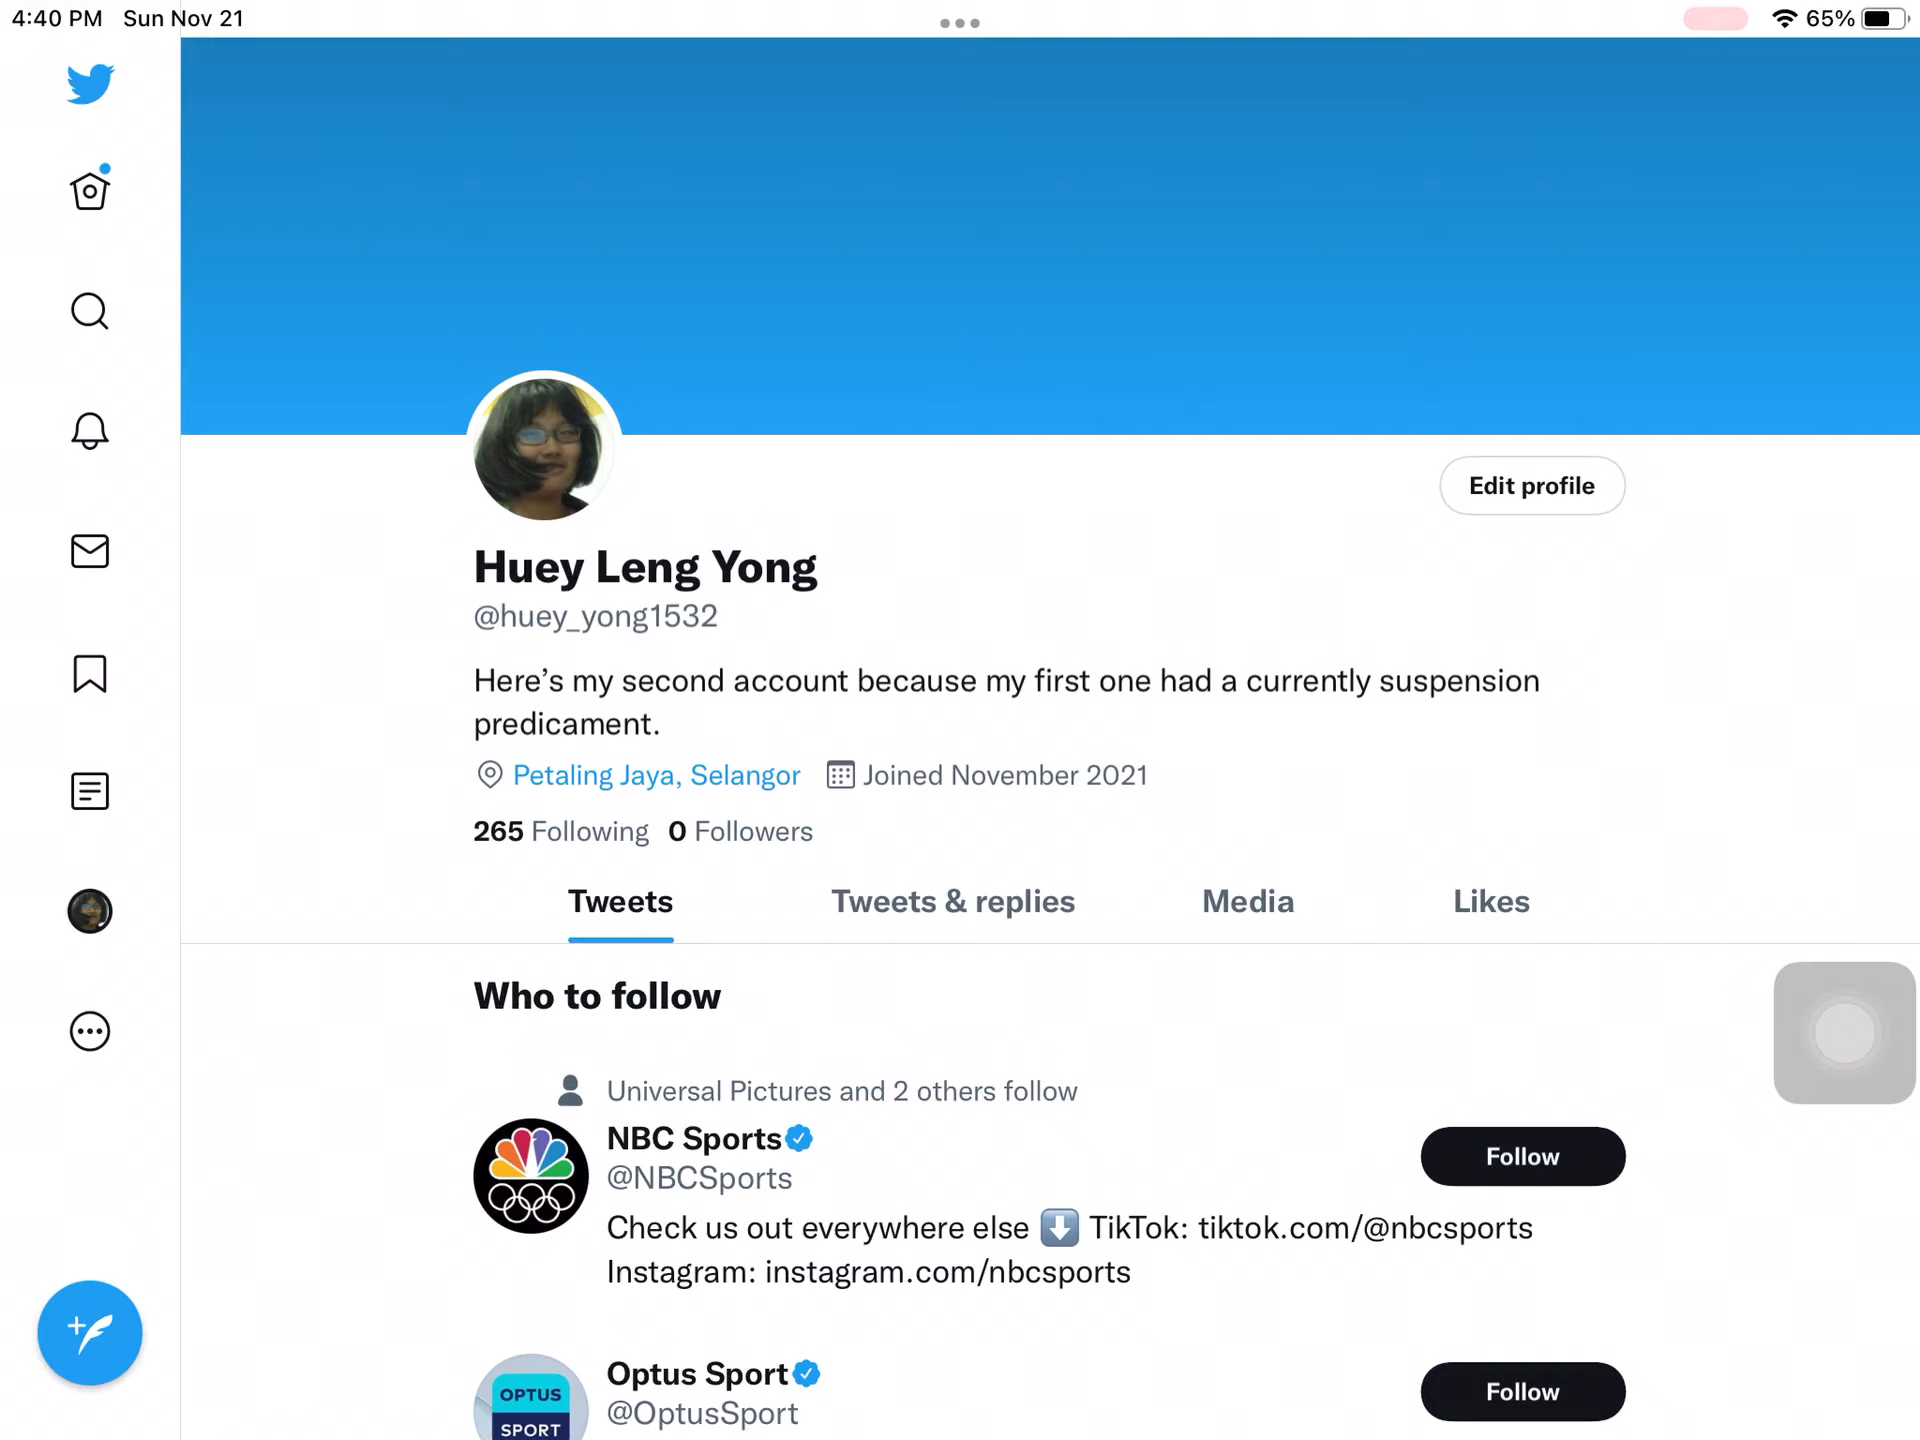 4:40 PM Sun Nov 21
65%
Edit profile
Huey Leng Yong
@huey_yong1532
Here’s my second account because my first one had a currently suspension
predicament.
Petaling Jaya, Selangor Joined November 2021
265 Following 0 Followers
Tweets Tweets & replies Media Likes
Who to follow
Universal Pictures and 2 others follow
NBC Sports
@NBCSports
Follow
Check us out everywhere else ⬇️ TikTok: tiktok.com/@nbcsports
Instagram: instagram.com/nbcsports
OPTUS
SPORT
Optus Sport
@OptusSport
Follow